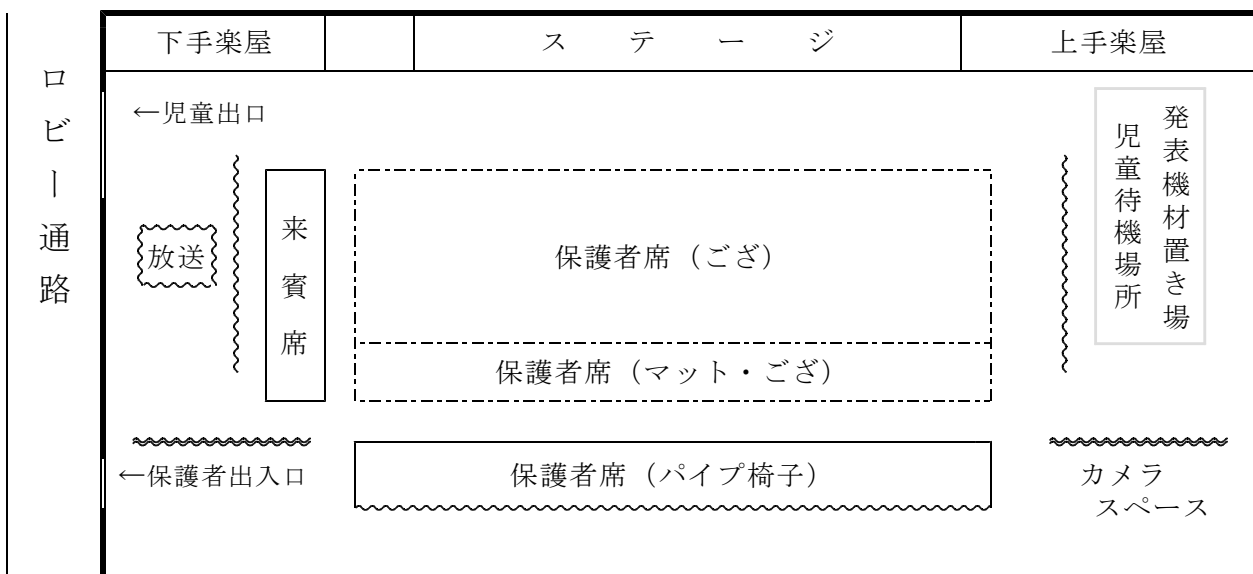 下手楽屋
ステージ
上手楽屋
ロビー通路
←児童出口
発表機材置き場
児童待機場所
放送
来賓席
保護者席（ござ）
保護者席（マット・ござ）
←保護者出入口
保護者席（パイプ椅子）
カメラ
スペース